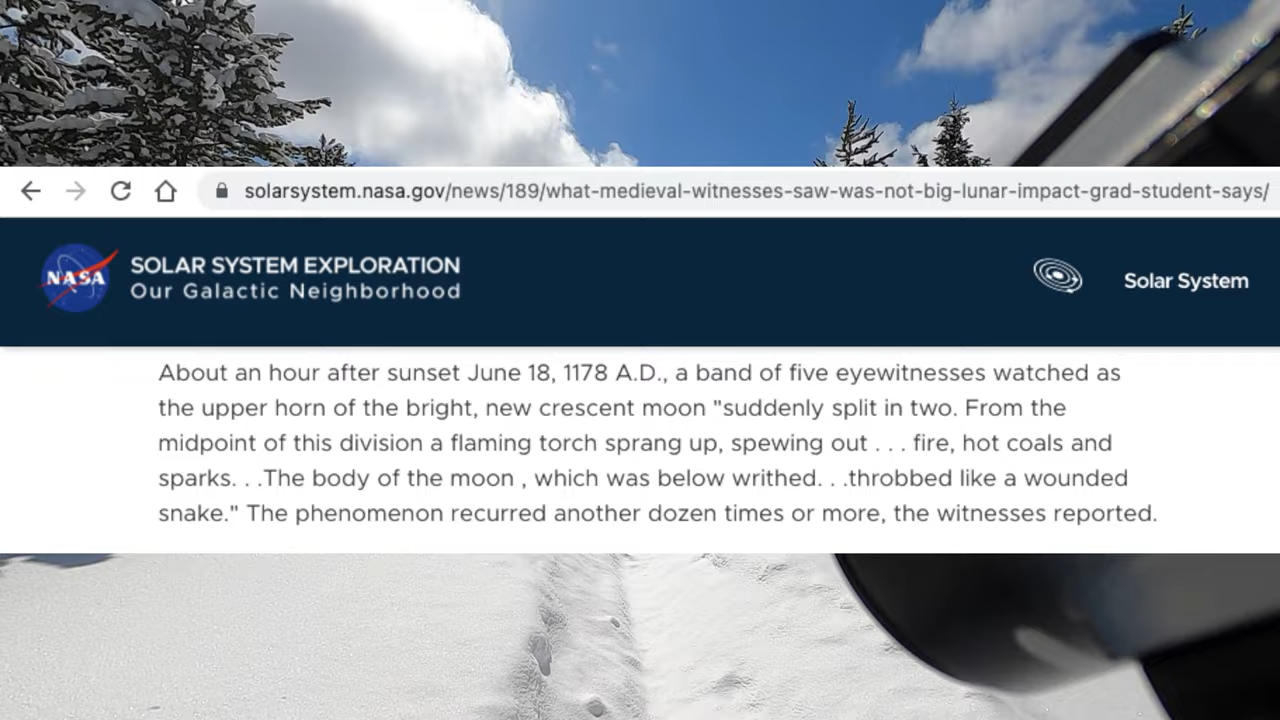 solarsystem.nasa.gov/news/189/what-medieval-witnesses-saw-was-not-big-lunar-impact-grad-student-says/
NASA
SOLAR SYSTEM EXPLORATION
Our Galactic Neighborhood
Solar System
About an hour after sunset June 18, 1178 A.D., a band of five eyewitnesses watched as
the upper horn of the bright, new crescent moon "suddenly split in two. From the
midpoint of this division a flaming torch sprang up, spewing out . . . fire, hot coals and
sparks. . .The body of the moon , which was below writhed. . .throbbed like a wounded
snake." The phenomenon recurred another dozen times or more, the witnesses reported.